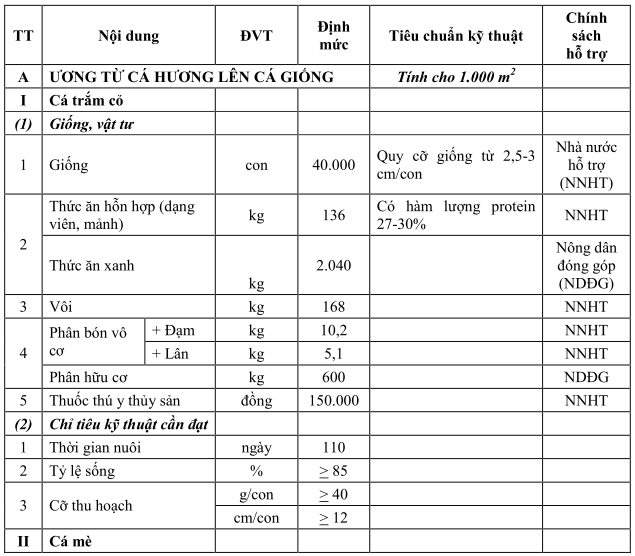 TT Nội dung ĐVT Định mức Tiêu chuẩn kỹ thuật Chính sách hỗ trợ
A ƯƠNG TỪ CÁ HƯƠNG LÊN CÁ GIỐNG Tính cho 1.000 m²
I Cá trắm cỏ
(1) Giống, vật tư
1 Giống con 40.000 Quy cỡ giống từ 2,5-3 cm/con Nhà nước hỗ trợ (NNHT)
2 Thức ăn hỗn hợp (dạng viên, mảnh) kg 136 Có hàm lượng protein 27-30% NNHT
Thức ăn xanh kg 2.040 Nông dân đóng góp (NDĐG)
3 Vôi kg 168 NNHT
4 Phân bón vô cơ + Đạm kg 10,2 NNHT
+ Lân kg 5,1 NNHT
Phân hữu cơ kg 600 NDĐG
5 Thuốc thú y thủy sản đồng 150.000 NNHT
(2) Chỉ tiêu kỹ thuật cần đạt
1 Thời gian nuôi ngày 110
2 Tỷ lệ sống % ≥ 85
3 Cỡ thu hoạch g/con ≥ 40
cm/con ≥ 12
II Cá mè